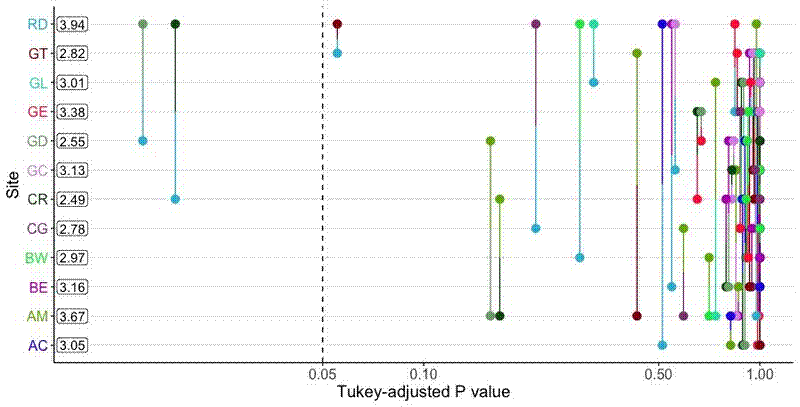 RD 3.94
GT 2.82
GL 3.01
GE 3.38
GD 2.55
GC 3.13
CR 2.49
CG 2.78
BW 2.97
BE 3.16
AM 3.67
AC 3.05
Site
0.05 0.10 0.50 1.00
Tukey-adjusted P value